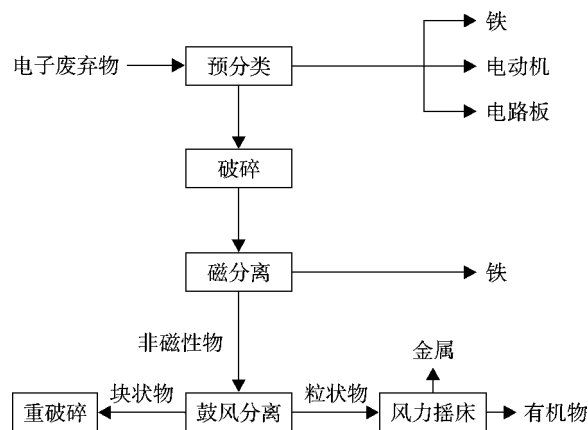 铁
电子废弃物
预分类
电动机
电路板
破碎
磁分离
铁
非磁性物
金属
块状物
粒状物
重破碎
鼓风分离
风力摇床
有机物